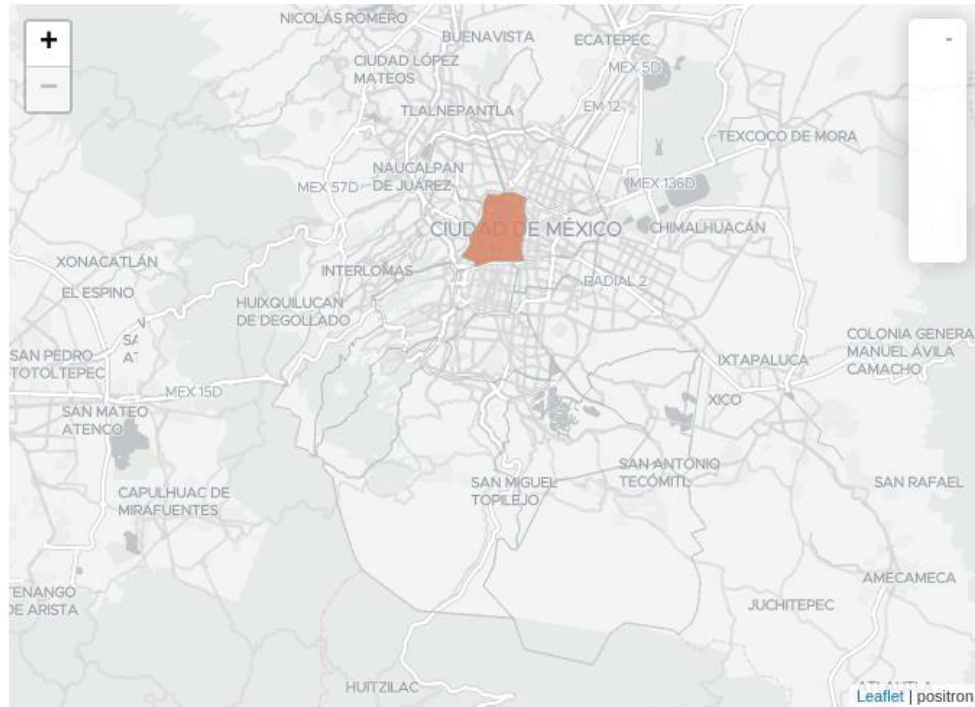 +
−
NICOLÁS ROMERO
BUENAVISTA
ECATEPEC
CIUDAD LÓPEZ
MATEOS
MEX 5D
TLALNEPANTLA
EM 12
TEXCOCO DE MORA
NAUCALPAN
DE JUÁREZ
MEX 57D
MEX 136D
CIUDAD DE MÉXICO
CHIMALHUACÁN
XONACATLÁN
INTERLOMAS
RADIAL 2
EL ESPINO
HUIXQUILUCAN
DE DEGOLLADO
SAN PEDRO
TOTOLTEPEC
COLONIA GENERA
MANUEL ÁVILA
CAMACHO
IXTAPALUCA
MEX 15D
XICO
SAN MATEO
ATENCO
SAN ANTONIO
TECÓMITL
SAN MIGUEL
TOPILEJO
SAN RAFAEL
CAPULHUAC DE
MIRAFUENTES
AMECAMECA
TENANGO
DE ARISTA
JUCHITEPEC
HUITZILAC
Leaflet | positron